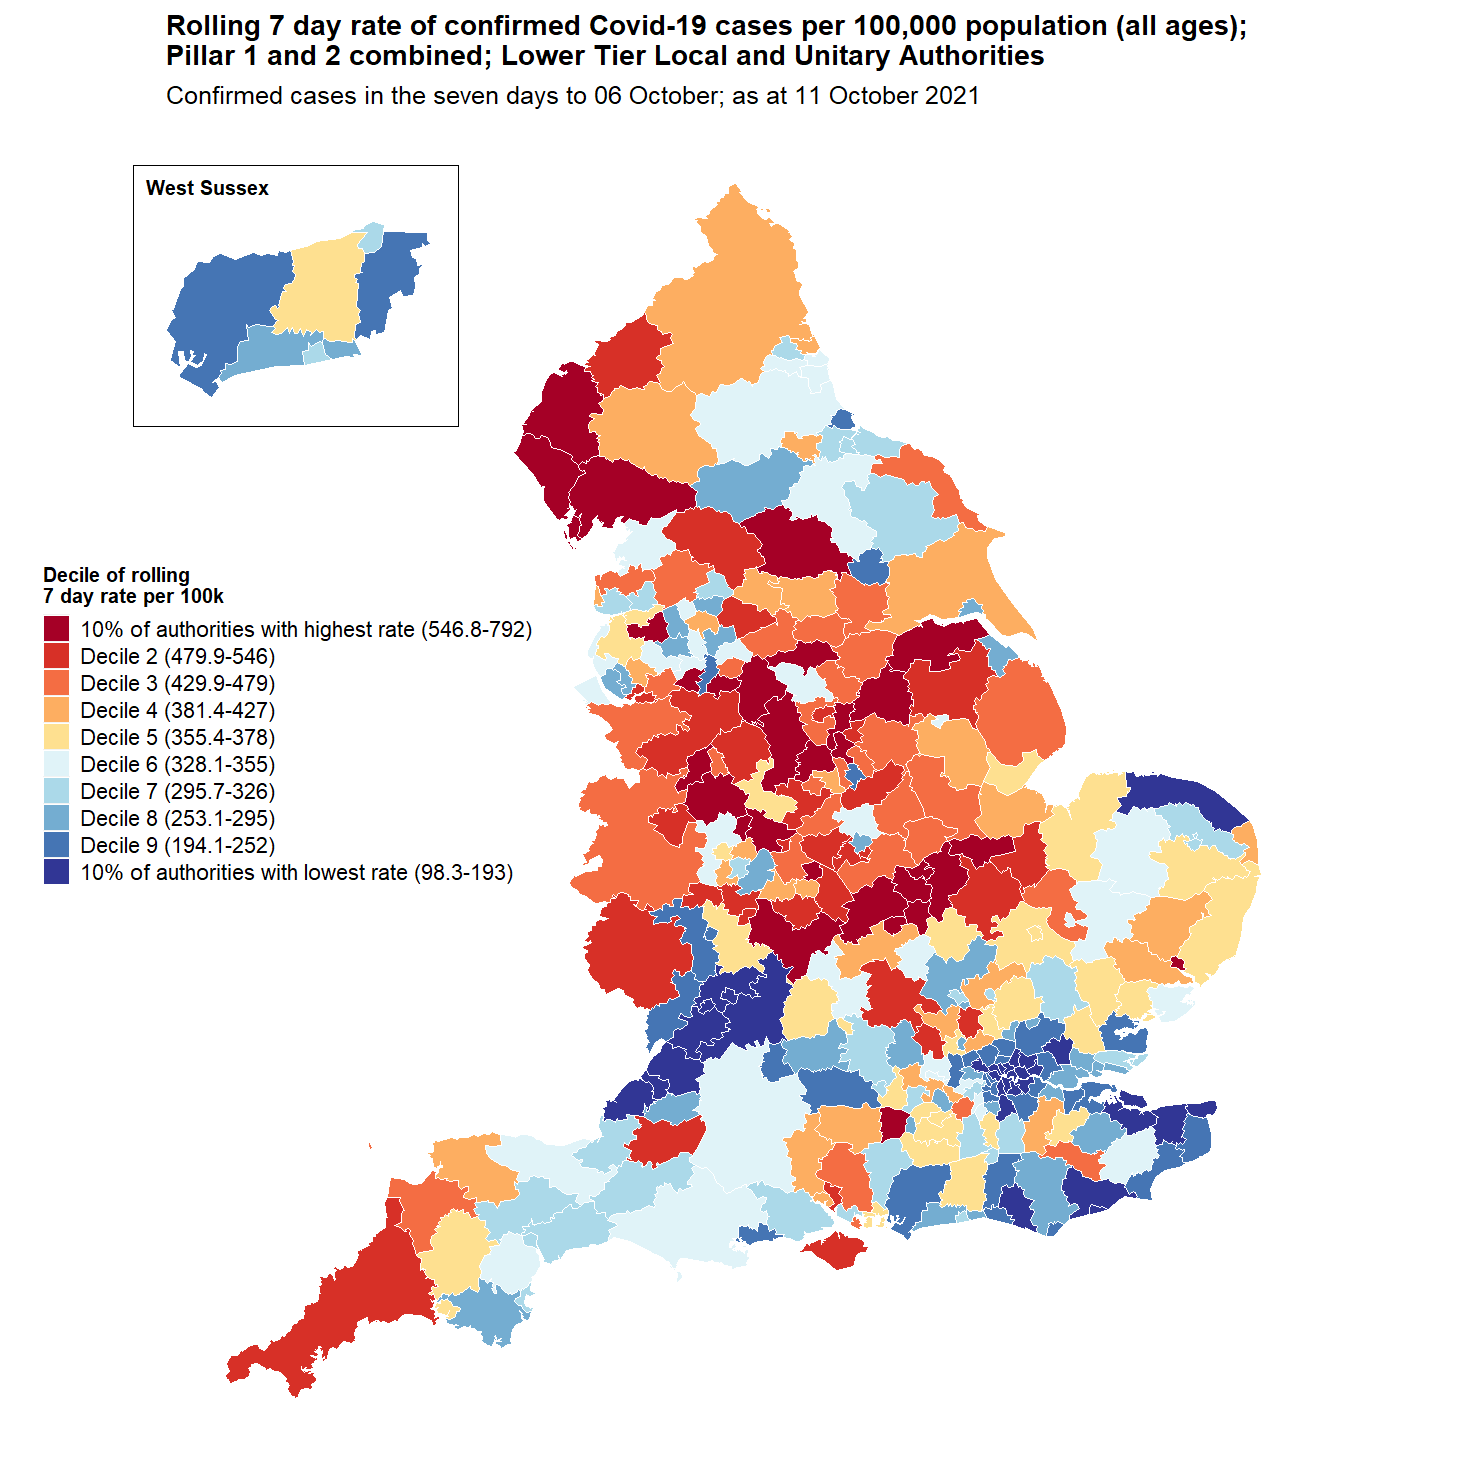 Rolling 7 day rate of confirmed Covid-19 cases per 100,000 population (all ages);
Pillar 1 and 2 combined; Lower Tier Local and Unitary Authorities
Confirmed cases in the seven days to 06 October; as at 11 October 2021
West Sussex
Decile of rolling
7 day rate per 100k
10% of authorities with highest rate (546.8-792)
Decile 2 (479.9-546)
Decile 3 (429.9-479)
Decile 4 (381.4-427)
Decile 5 (355.4-378)
Decile 6 (328.1-355)
Decile 7 (295.7-326)
Decile 8 (253.1-295)
Decile 9 (194.1-252)
10% of authorities with lowest rate (98.3-193)